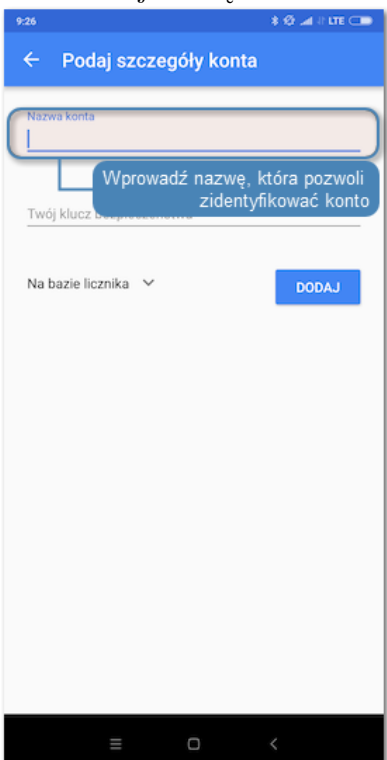 9:26 LTE
Podaj szczegóły konta
Nazwa konta
Wprowadź nazwę, która pozwoli
zidentyfikować konto
Twój klucz
Na bazie licznika
DODAJ